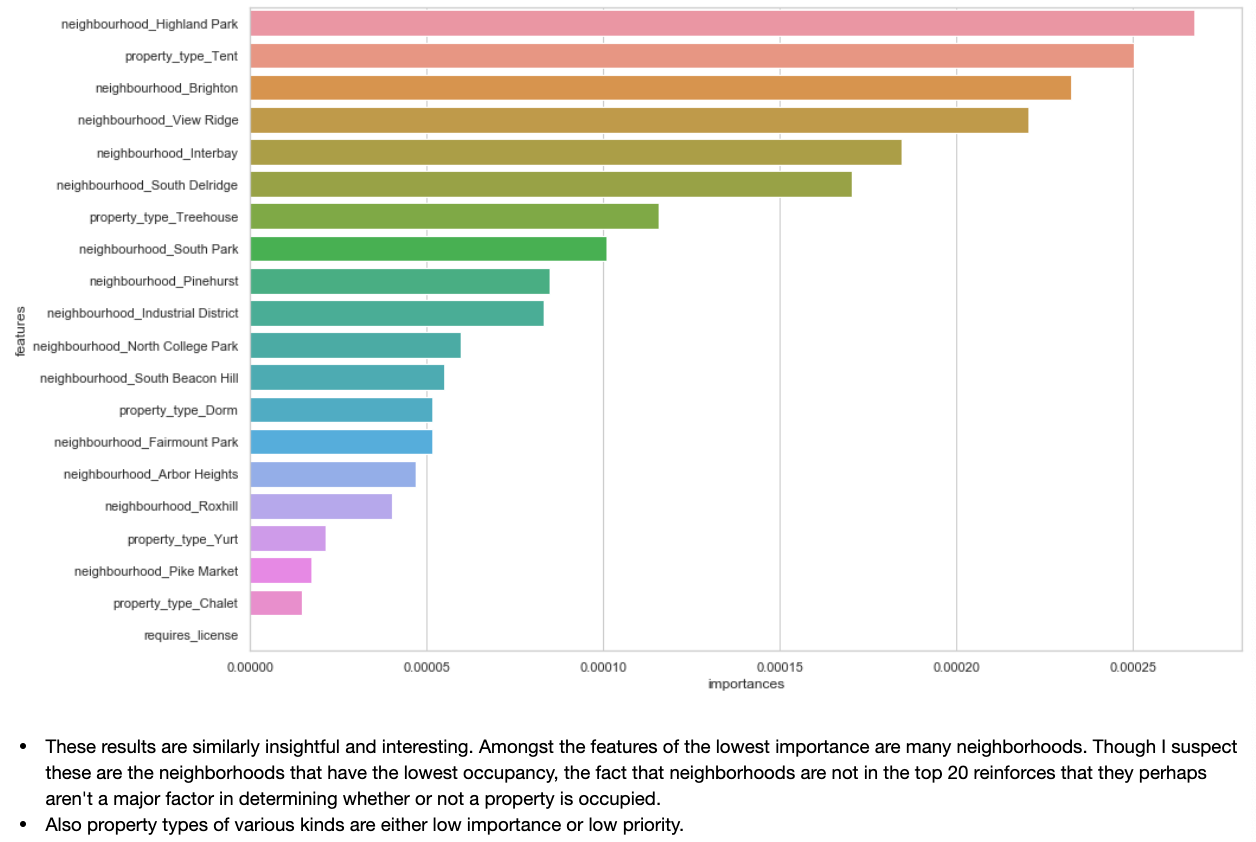 neighbourhood_Highland Park
property_type_Tent
neighbourhood_Brighton
neighbourhood_View Ridge
neighbourhood_Interbay
neighbourhood_South Delridge
property_type_Treehouse
neighbourhood_South Park
neighbourhood_Pinehurst
neighbourhood_Industrial District
neighbourhood_North College Park
neighbourhood_South Beacon Hill
property_type_Dorm
neighbourhood_Fairmount Park
neighbourhood_Arbor Heights
neighbourhood_Roxhill
property_type_Yurt
neighbourhood_Pike Market
property_type_Chalet
requires_license
features
0.00000 0.00005 0.00010 0.00015 0.00020 0.00025
importances
• These results are similarly insightful and interesting. Amongst the features of the lowest importance are many neighborhoods. Though I suspect
these are the neighborhoods that have the lowest occupancy, the fact that neighborhoods are not in the top 20 reinforces that they perhaps
aren't a major factor in determining whether or not a property is occupied.
• Also property types of various kinds are either low importance or low priority.